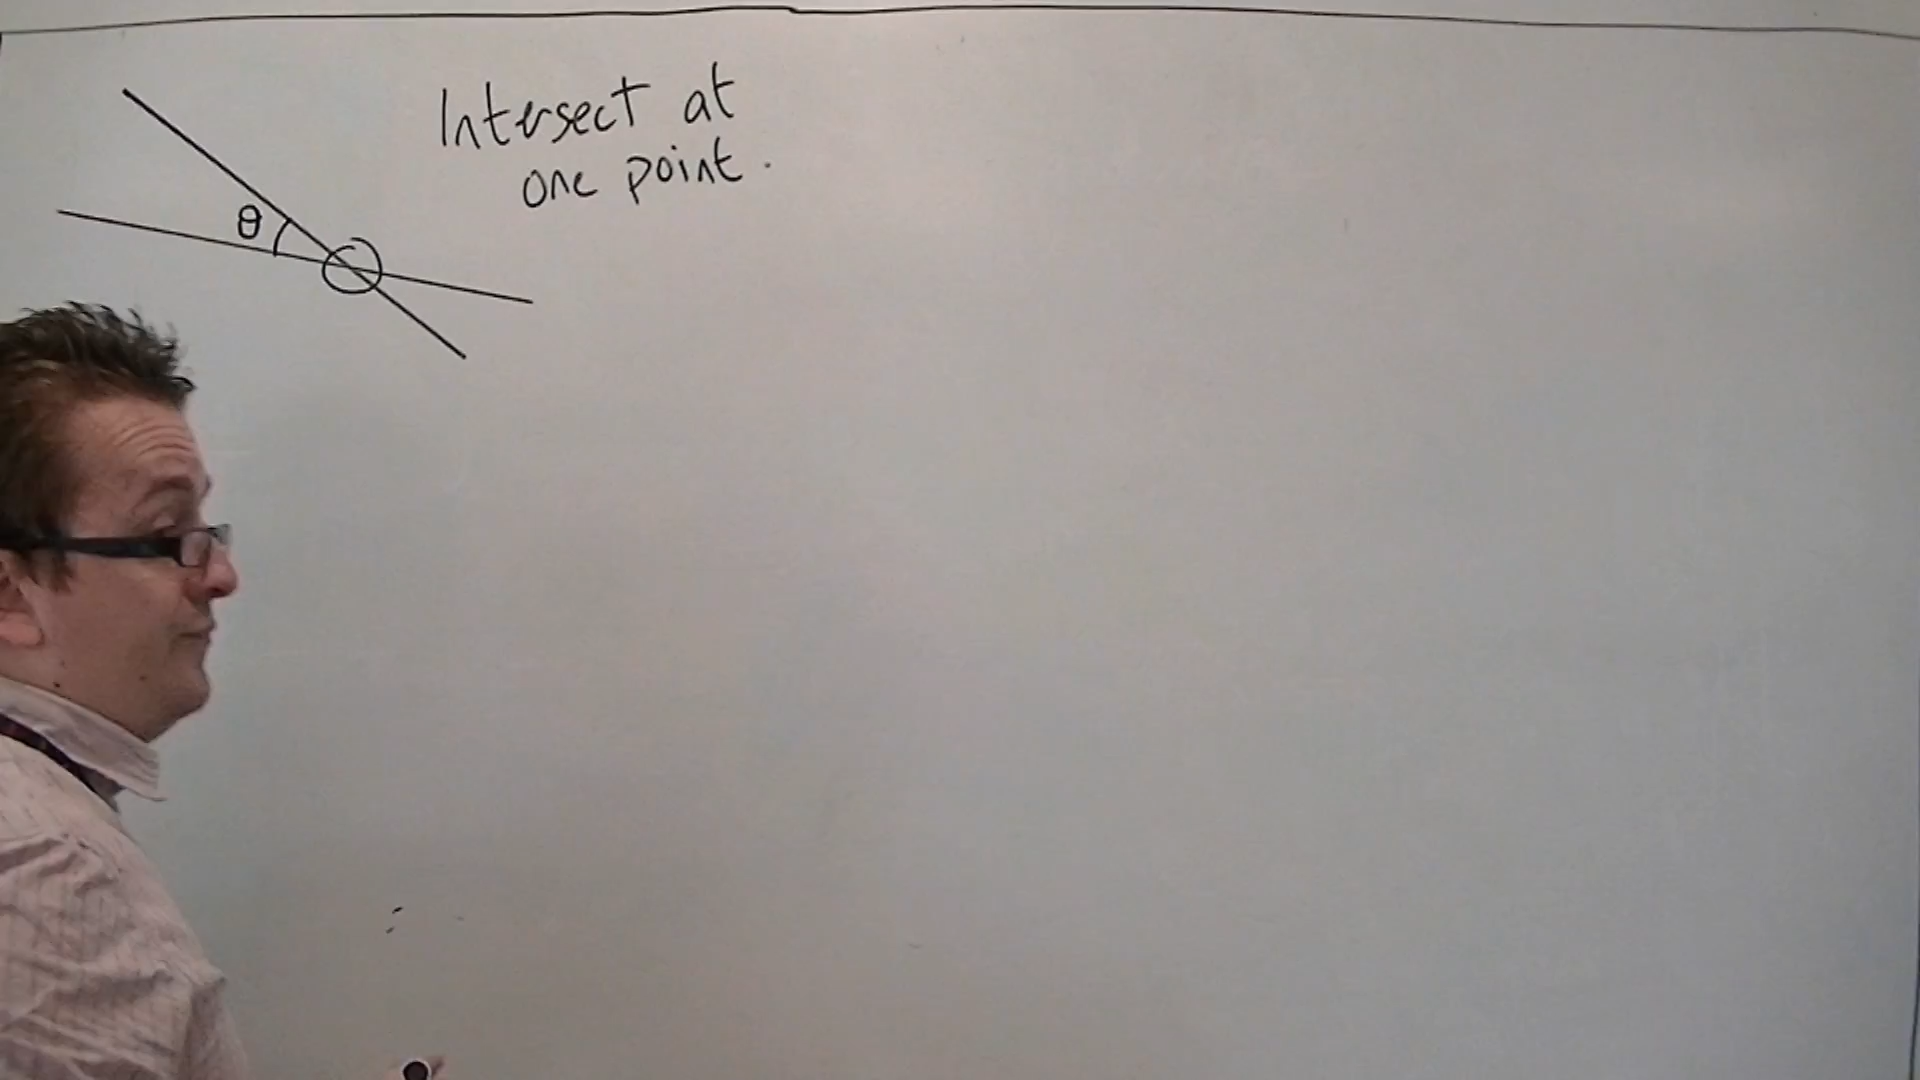 Intersect at
one point.
θ